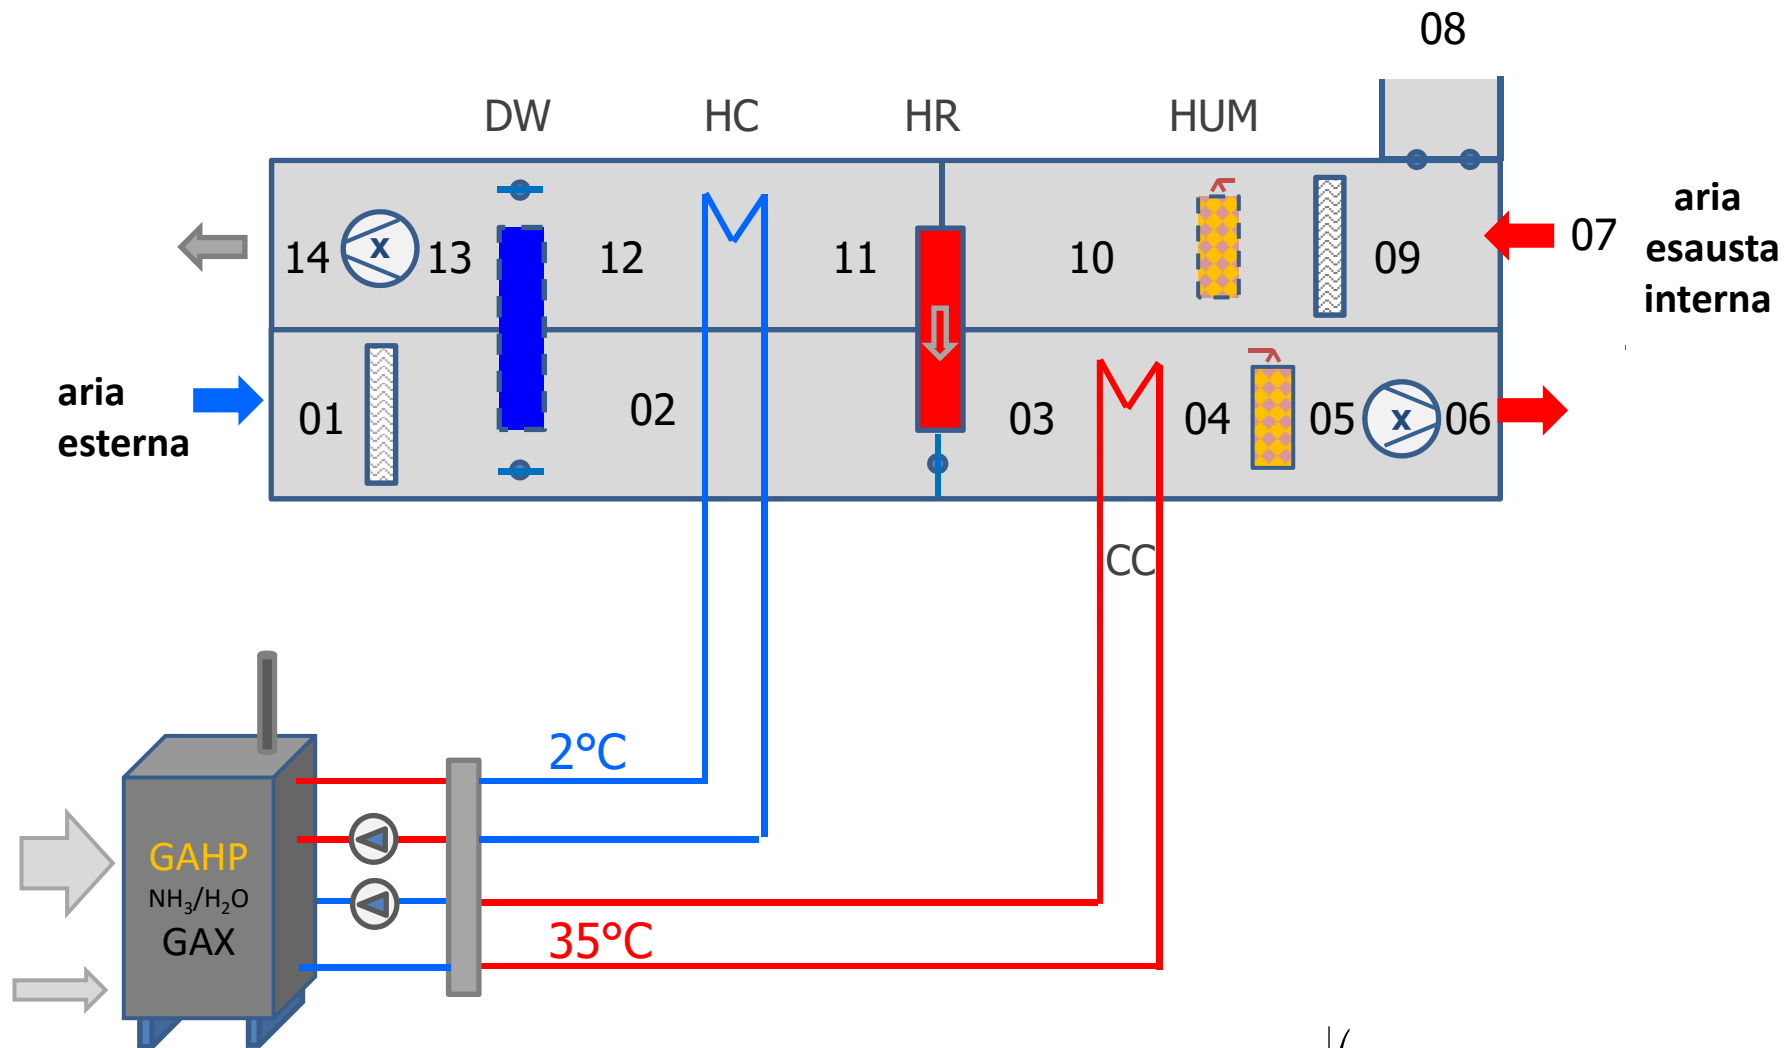 08
DW HC HR HUM
aria
esausta
interna
14 x 13 12 11 10 09 07
aria
esterna
01 02 03 04 05 x 06
CC
2°C
35°C
GAHP
NH₃/H₂O
GAX